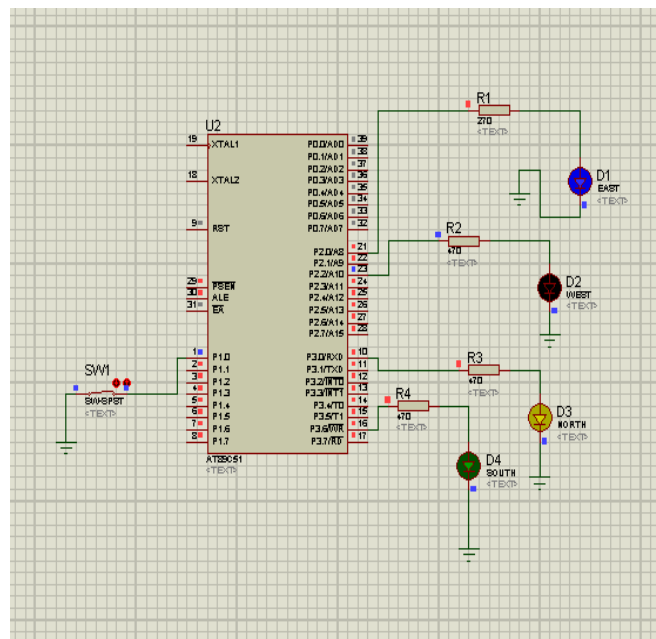 R1
270
<TEXT>
U2
19
XTAL1
18
XTAL2
9
RST
29
PSEN
30
ALE
31
EA
1
P1.0
2
P1.1
3
P1.2
4
P1.3
5
P1.4
6
P1.5
7
P1.6
8
P1.7
P0.0/AD0
39
P0.1/AD1
38
P0.2/AD2
37
P0.3/AD3
36
P0.4/AD4
35
P0.5/AD5
34
P0.6/AD6
33
P0.7/AD7
32
P2.0/A8
21
P2.1/A9
22
P2.2/A10
23
P2.3/A11
24
P2.4/A12
25
P2.5/A13
26
P2.6/A14
27
P2.7/A15
28
P3.0/RXD
10
P3.1/TXD
11
P3.2/INT0
12
P3.3/INT1
13
P3.4/T0
14
P3.5/T1
15
P3.6/WR
16
P3.7/RD
17
AT89C51
<TEXT>
D1
EAST
<TEXT>
R2
470
<TEXT>
D2
WEST
<TEXT>
SW1
SW-SPST
<TEXT>
R3
470
<TEXT>
R4
470
<TEXT>
D3
NORTH
<TEXT>
D4
SOUTH
<TEXT>